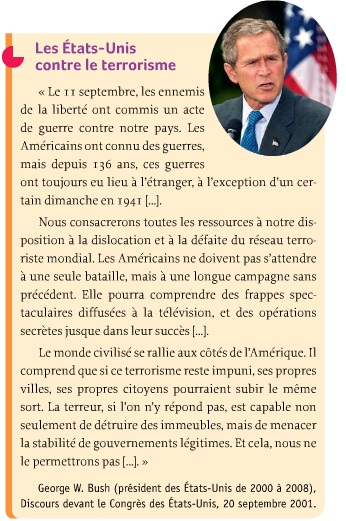 Les États-Unis
contre le terrorisme
« Le 11 septembre, les ennemis
de la liberté ont commis un acte
de guerre contre notre pays. Les
Américains ont connu des guerres,
mais depuis 136 ans, ces guerres
ont toujours eu lieu à l'étranger, à l'exception d'un cer-
tain dimanche en 1941 [...].
Nous consacrerons toutes les ressources à notre dis-
position à la dislocation et à la défaite du réseau terro-
riste mondial. Les Américains ne doivent pas s'attendre
à une seule bataille, mais à une longue campagne sans
précédent. Elle pourra comprendre des frappes spec-
taculaires diffusées à la télévision, et des opérations
secrètes jusque dans leur succès [...].
Le monde civilisé se rallie aux côtés de l'Amérique. Il
comprend que si ce terrorisme reste impuni, ses propres
villes, ses propres citoyens pourraient subir le même
sort. La terreur, si l'on n'y répond pas, est capable non
seulement de détruire des immeubles, mais de menacer
la stabilité de gouvernements légitimes. Et cela, nous ne
le permettrons pas [...]. »
George W. Bush (président des États-Unis de 2000 à 2008),
Discours devant le Congrès des États-Unis, 20 septembre 2001.